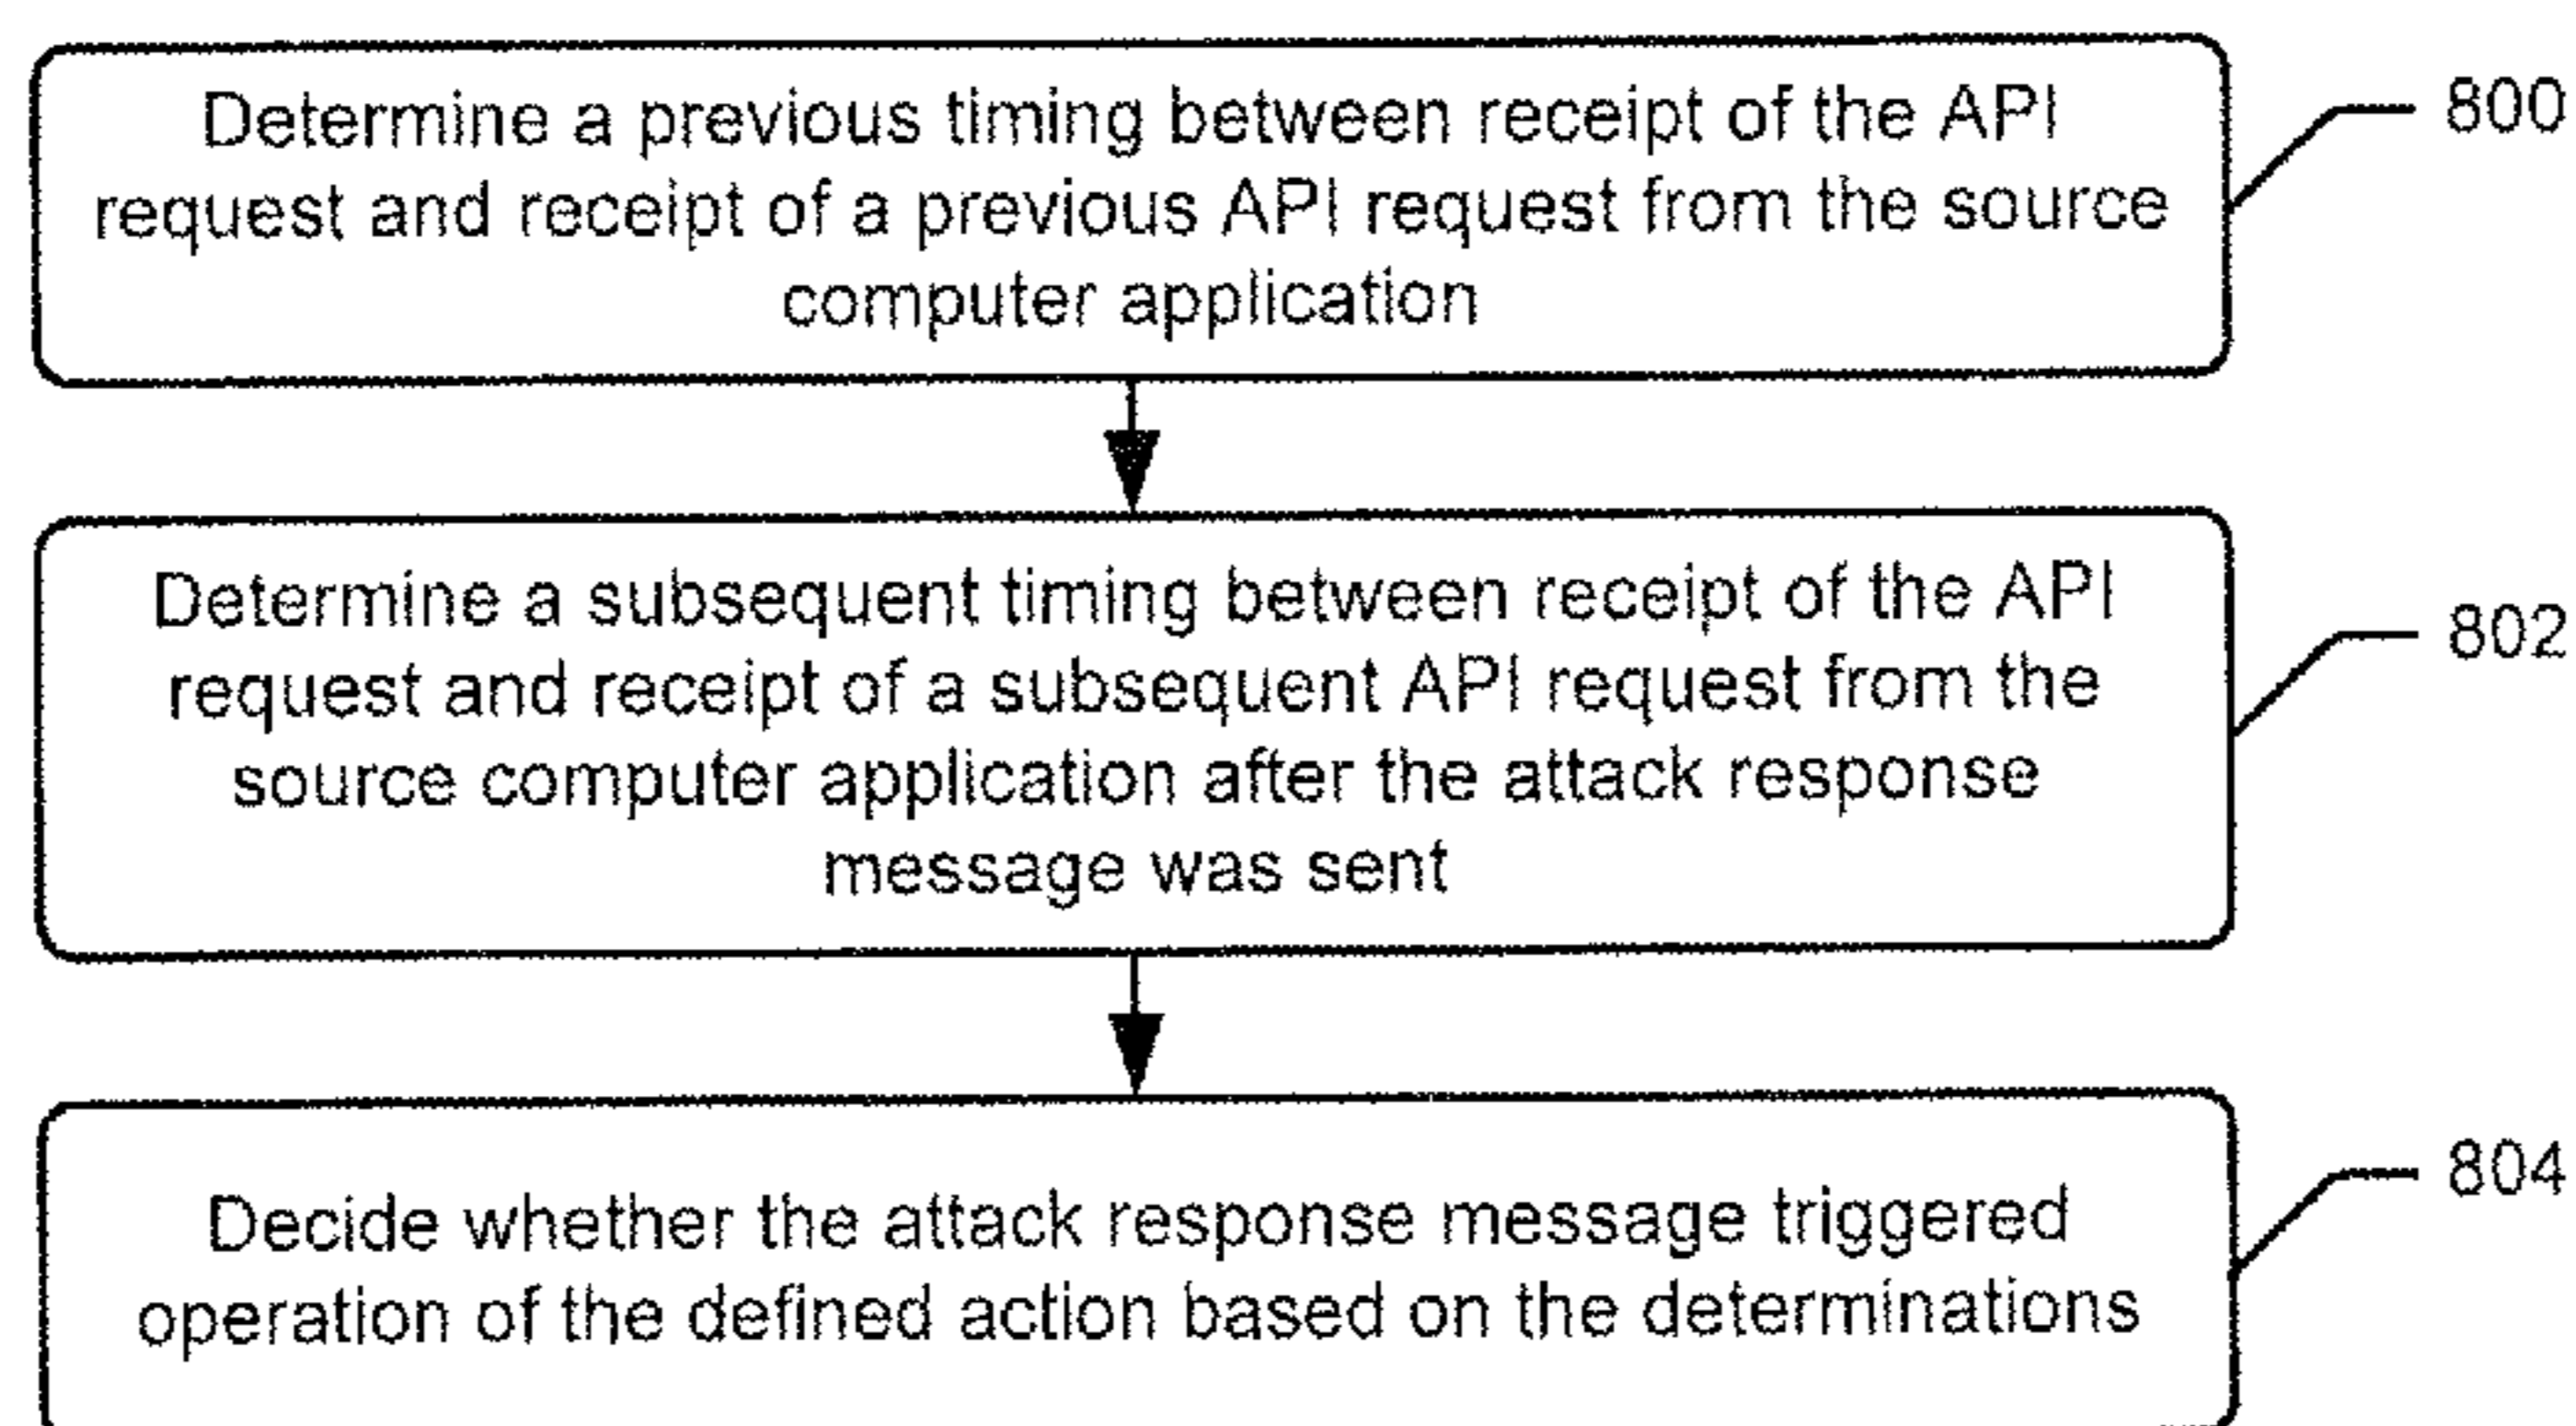 Determine a previous timing between receipt of the API
request and receipt of a previous API request from the source
computer application
800
Determine a subsequent timing between receipt of the API
request and receipt of a subsequent API request from the
source computer application after the attack response
message was sent
802
Decide whether the attack response message triggered
operation of the defined action based on the determinations
804